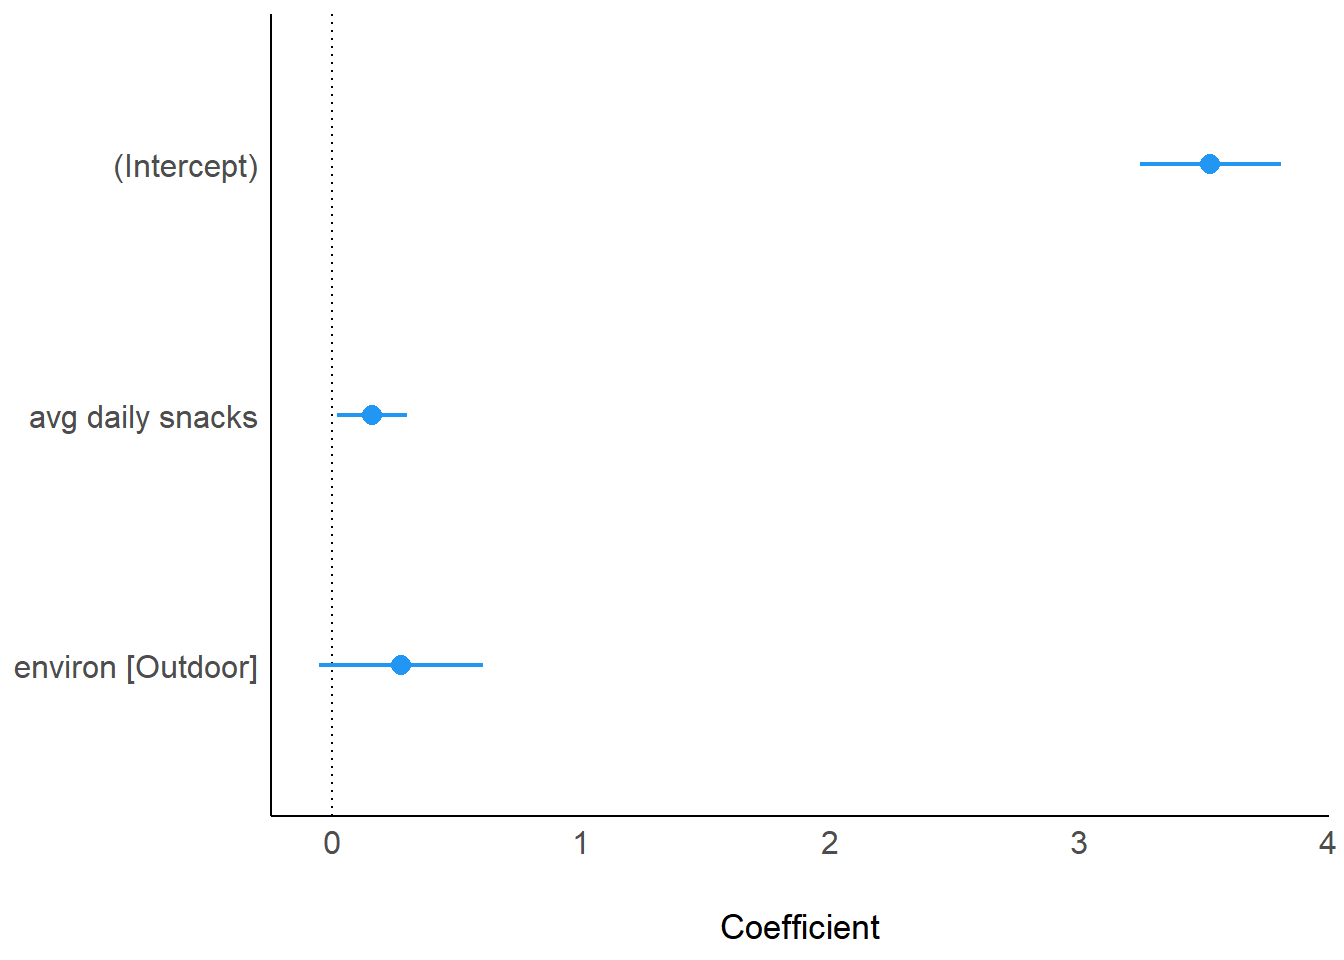 (Intercept)
avg daily snacks
environ [Outdoor]
0 1 2 3 4
Coefficient